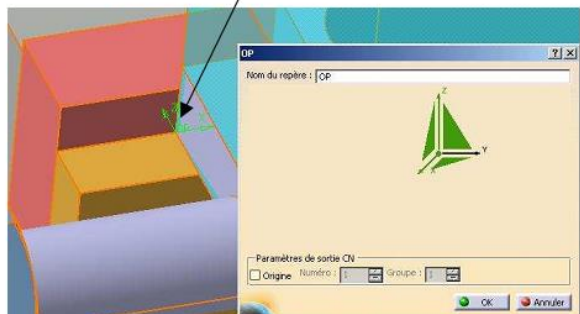 OP
Nom du repère : OP
Z
Y
X
Paramètres de sortie CN
Origine Numéro : 1 Groupe : 1
OK Annuler